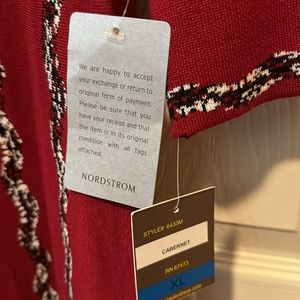 We are happy to accept
your exchange or return to
original form of payment.
Please be sure that you
have your receipt and that
the item is in its original
condition with all tags
attached.
NORDSTROM
STYLE# 6433M
CABERNET
RN 67473
XL